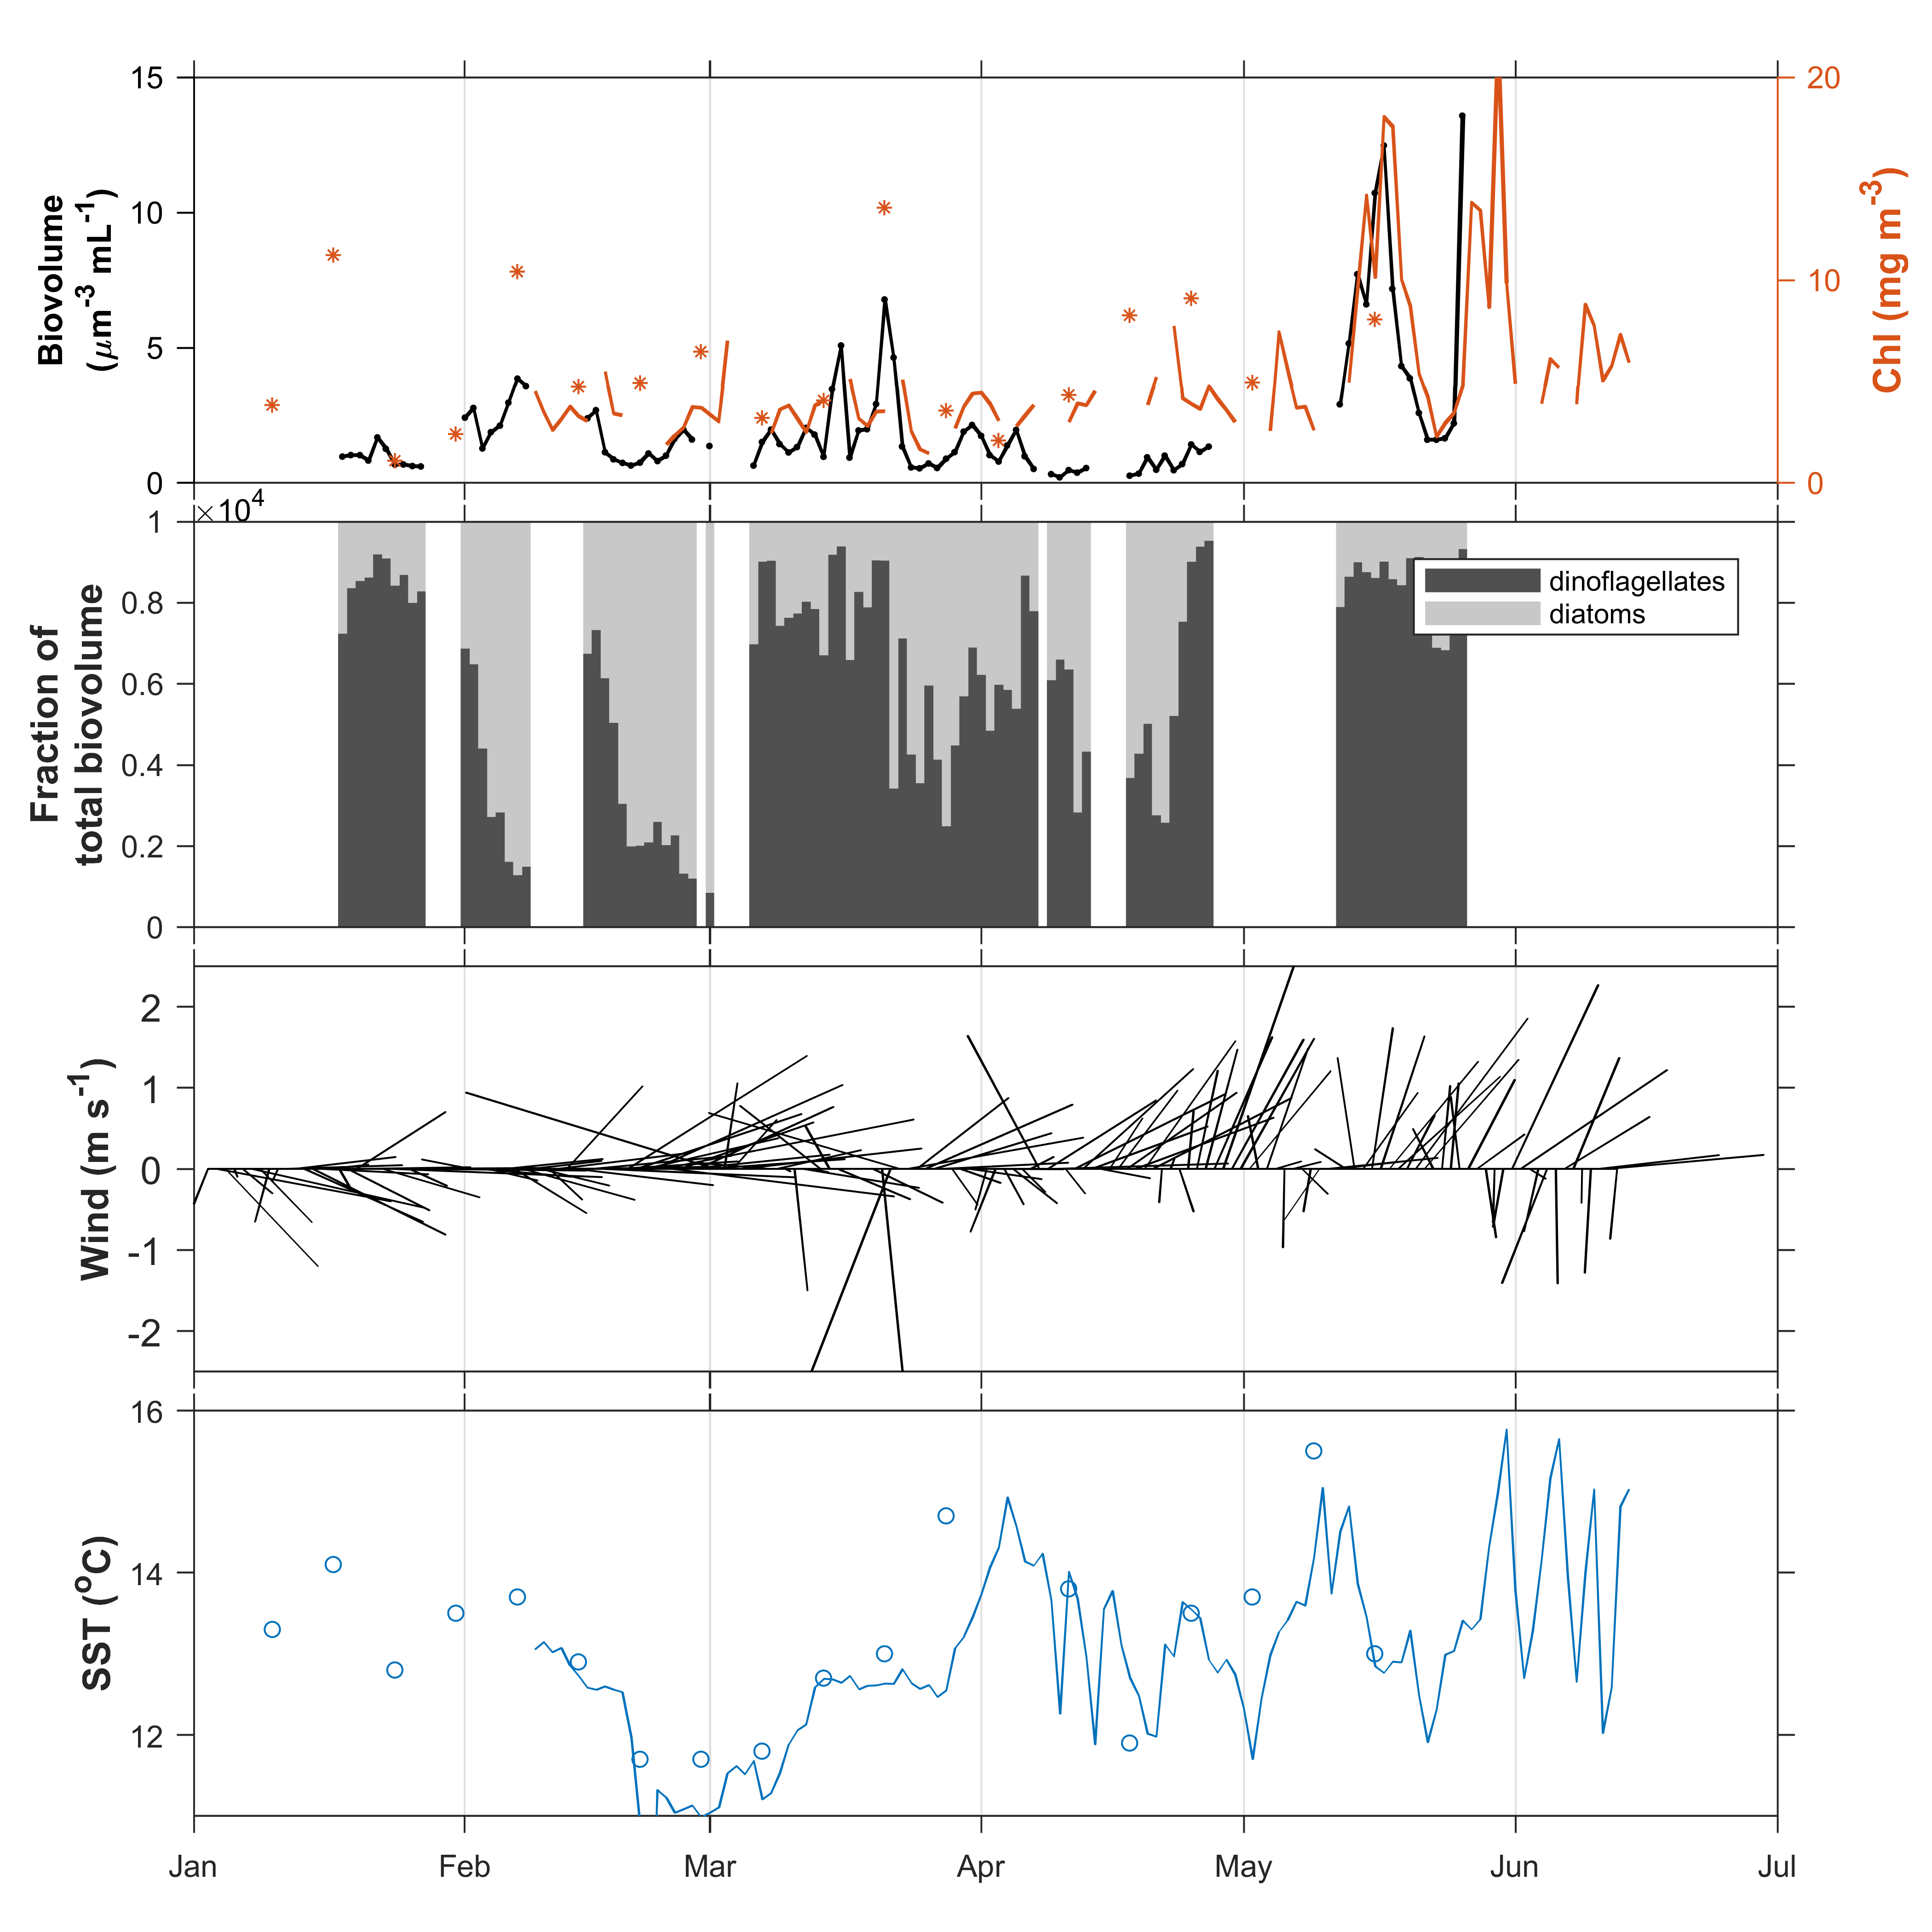 15
10
5
0
Biovolume
(μm⁻³ mL⁻¹)
20
10
0
Chl (mg m⁻³)
×10⁴
1
0.8
0.6
0.4
0.2
0
Fraction of
total biovolume
dinoflagellates
diatoms
2
1
0
-1
-2
Wind (m s⁻¹)
16
14
12
SST (ºC)
Jan Feb Mar Apr May Jun Jul